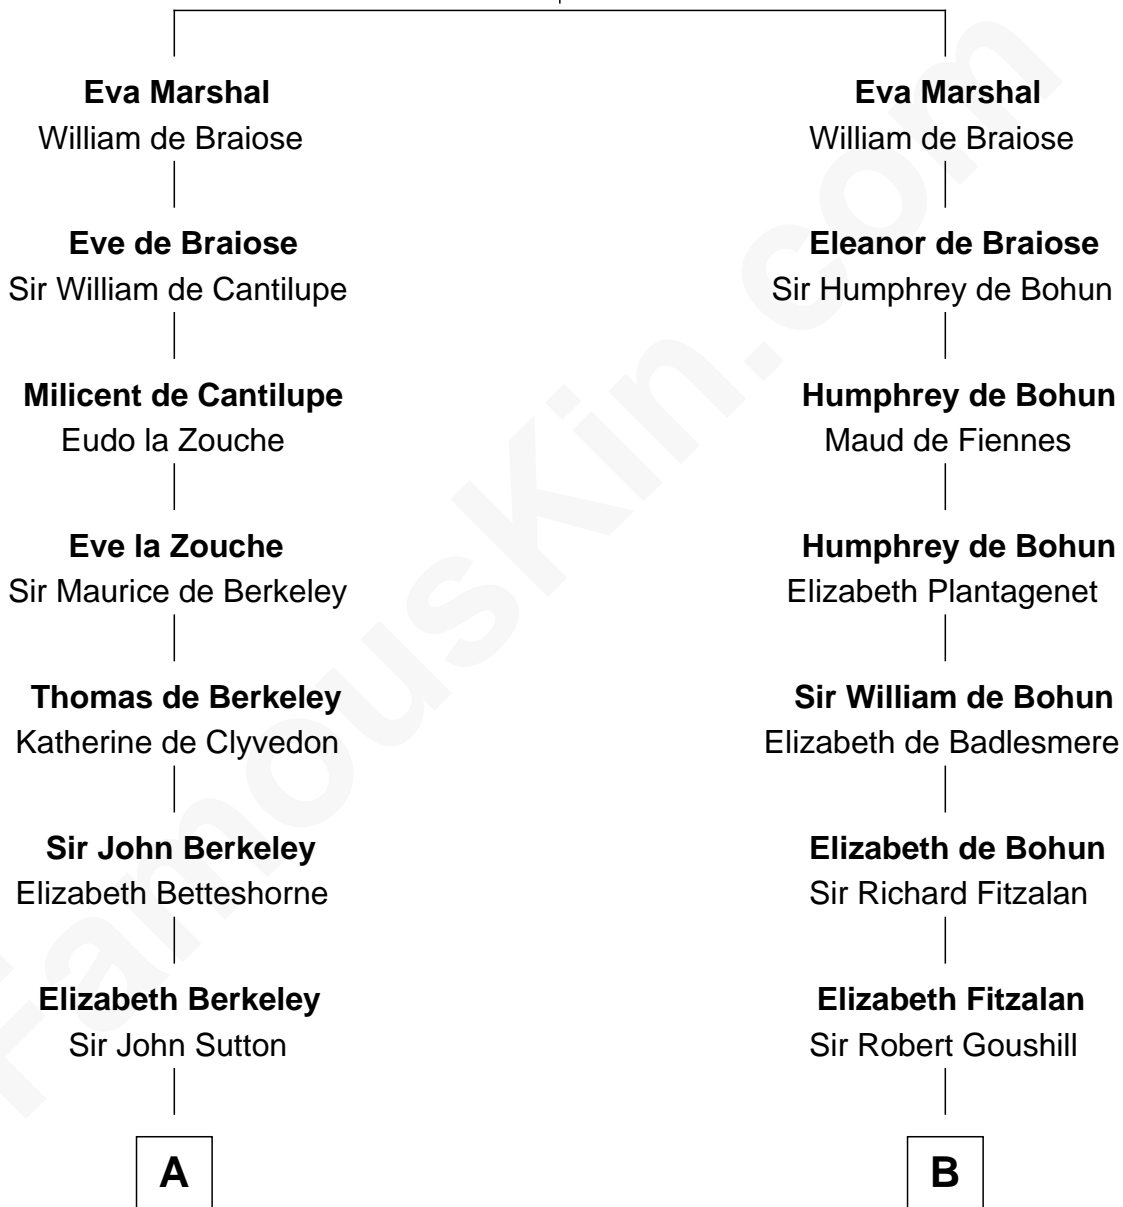 Eva Marshal
William de Braiose
Eve de Braiose
Sir William de Cantilupe
Milicent de Cantilupe
Eudo la Zouche
Eve la Zouche
Sir Maurice de Berkeley
Thomas de Berkeley
Katherine de Clyvedon
Sir John Berkeley
Elizabeth Betteshorne
Elizabeth Berkeley
Sir John Sutton
A
Eva Marshal
William de Braiose
Eleanor de Braiose
Sir Humphrey de Bohun
Humphrey de Bohun
Maud de Fiennes
Humphrey de Bohun
Elizabeth Plantagenet
Sir William de Bohun
Elizabeth de Badlesmere
Elizabeth de Bohun
Sir Richard Fitzalan
Elizabeth Fitzalan
Sir Robert Goushill
B
FamousKin.com